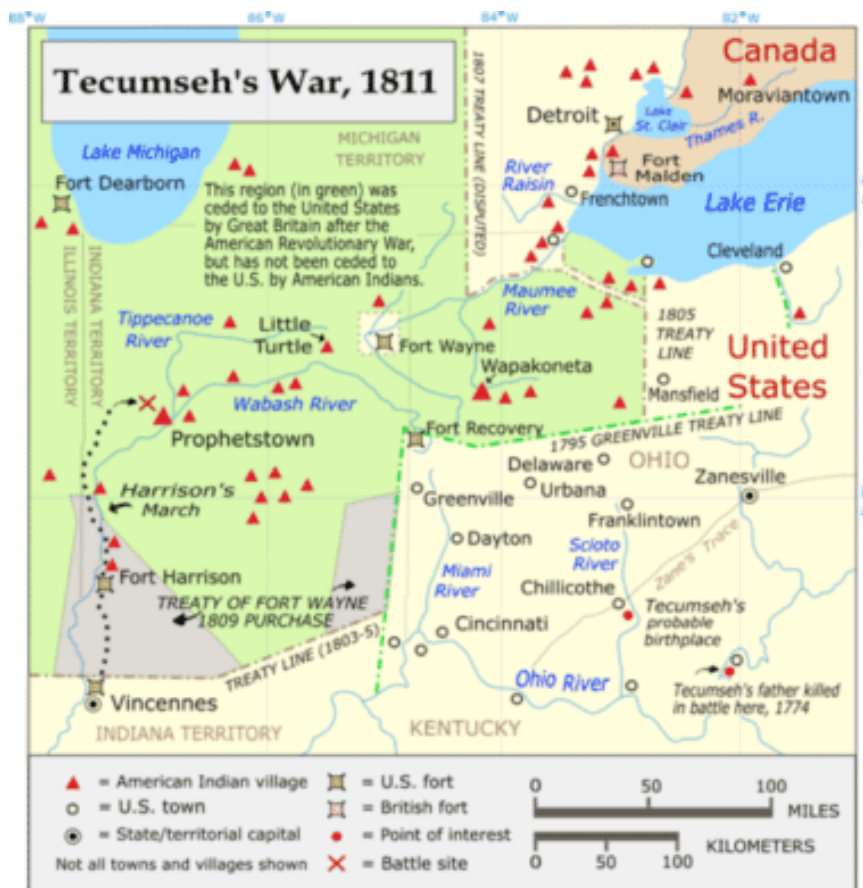 88° W
86° W
84° W
82° W
Tecumseh's War, 1811
Canada
Moraviantown
Detroit
Lake
St. Clair
Thames R.
1807 TREATY LINE (DISPUTED)
MICHIGAN
TERRITORY
Lake Michigan
Fort Dearborn
This region (in green) was
ceded to the United States
by Great Britain after the
American Revolutionary War,
but has not been ceded to
the U.S. by American Indians.
River
Raisin
Fort
Malden
Frenchtown
Lake Erie
Cleveland
ILLINOIS TERRITORY
INDIANA TERRITORY
Tippecanoe
River
Little
Turtle
Fort Wayne
Maumee
River
Wapakoneta
1805
TREATY
LINE
United
States
Mansfield
Wabash River
Prophetstown
Fort Recovery
1795 GREENVILLE TREATY LINE
Delaware
OHIO
Urbana
Zanesville
Harrison's
March
Greenville
Franklintown
Dayton
Scioto
River
Zane's Trace
Fort Harrison
Miami
River
Chillicothe
TREATY OF FORT WAYNE
1809 PURCHASE
Cincinnati
Tecumseh's
probable
birthplace
TREATY LINE (1803-5)
Ohio River
Vincennes
Tecumseh's father killed
in battle here, 1774
INDIANA TERRITORY
KENTUCKY
= American Indian village
= U.S. fort
0 50 100
MILES
= U.S. town
= British fort
= State/territorial capital
= Point of interest
KILOMETERS
Not all towns and villages shown
= Battle site
0 50 100